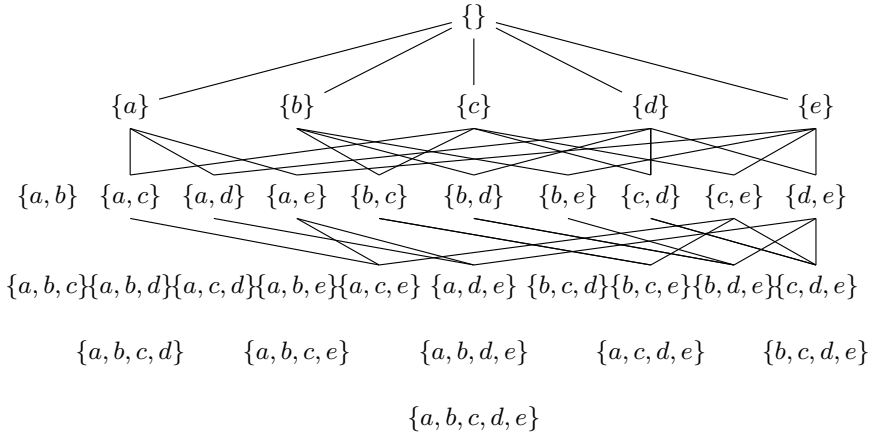 {}
{a} {b} {c} {d} {e}
{a, b} {a, c} {a, d} {a, e} {b, c} {b, d} {b, e} {c, d} {c, e} {d, e}
{a, b, c}{a, b, d}{a, c, d}{a, b, e}{a, c, e} {a, d, e} {b, c, d}{b, c, e}{b, d, e}{c, d, e}
{a, b, c, d} {a, b, c, e} {a, b, d, e} {a, c, d, e} {b, c, d, e}
{a, b, c, d, e}